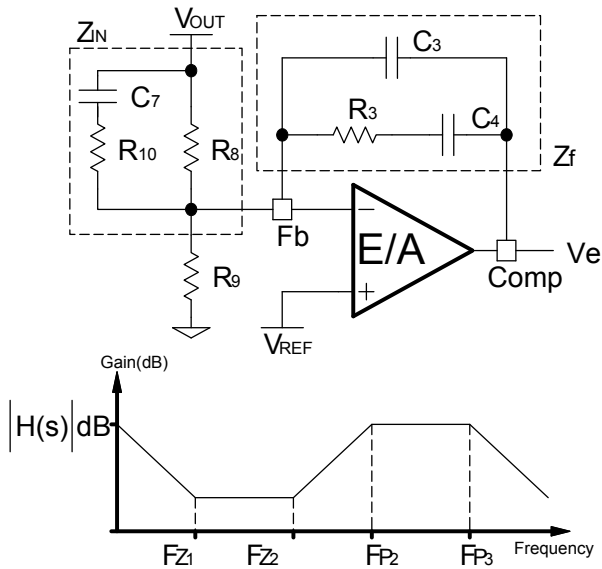 ZIN
VOUT
C7
R10
R8
R9
C3
R3
C4
Zf
Fb
E/A
−
+
Comp
Ve
VREF
Gain(dB)
|H(s)|dB
FZ1
FZ2
FP2
FP3
Frequency